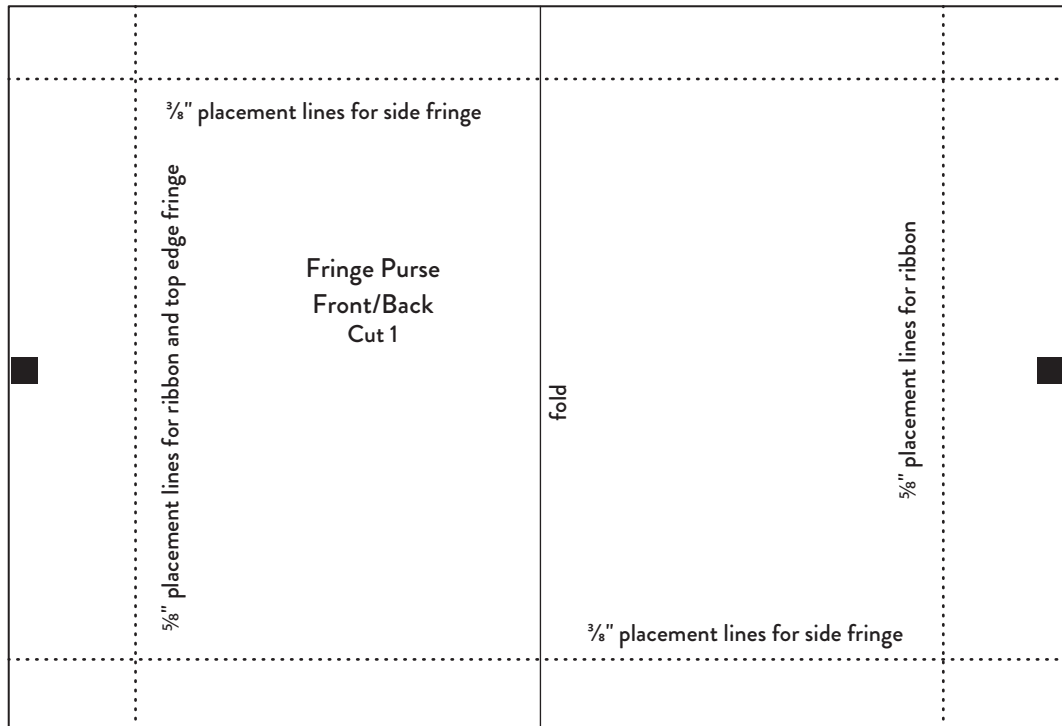 ⅜" placement lines for side fringe
⅝" placement lines for ribbon and top edge fringe
Fringe Purse
Front/Back
Cut 1
fold
⅝" placement lines for ribbon
⅜" placement lines for side fringe